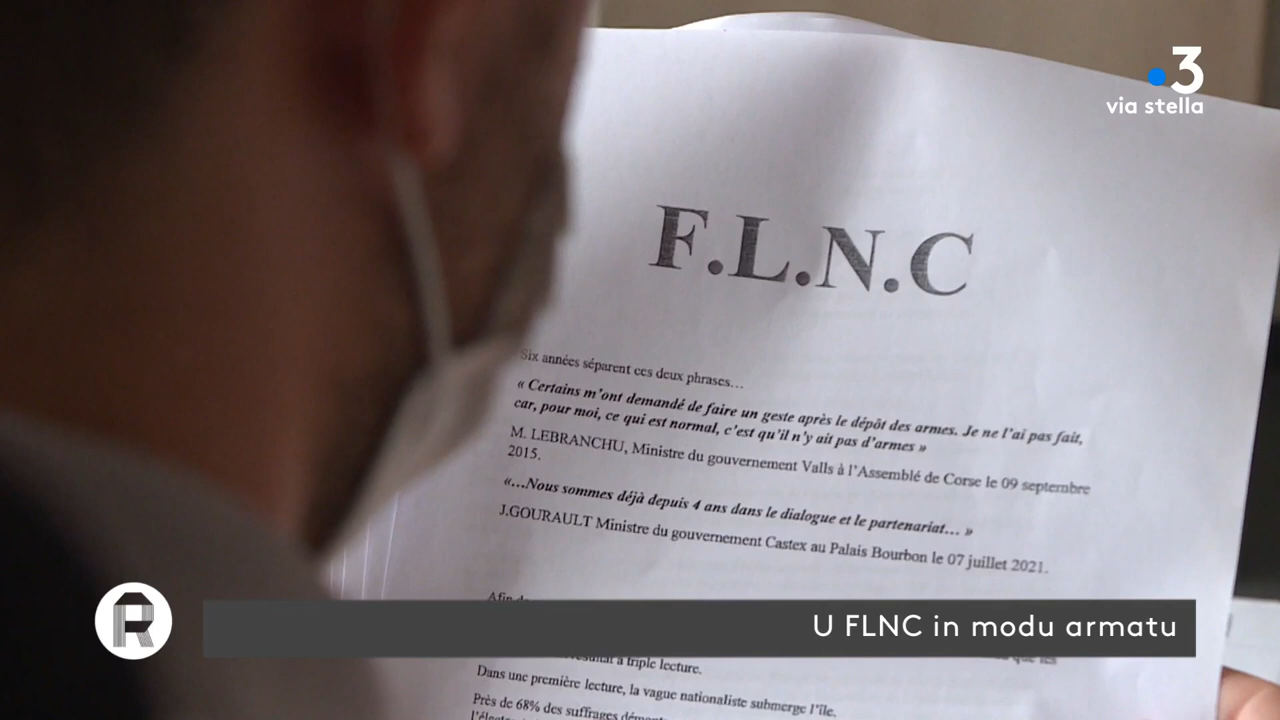 3
via stella
F.L.N.C
Six années séparent ces deux phrases...
« Certains m'ont demandé de faire un geste après le dépôt des armes. Je ne l'ai pas fait,
car, pour moi, ce qui est normal, c'est qu'il n'y ait pas d'armes »
M. LEBRANCHU, Ministre du gouvernement Valls à l'Assemblé de Corse le 09 septembre
2015.
«...Nous sommes déjà depuis 4 ans dans le dialogue et le partenariat... »
J.GOURAULT Ministre du gouvernement Castex au Palais Bourbon le 07 juillet 2021.
Afin de
R
U FLNC in modu armatu
à triple lecture.
Dans une première lecture, la vague nationaliste submerge l'île.
Près de 68% des suffrages